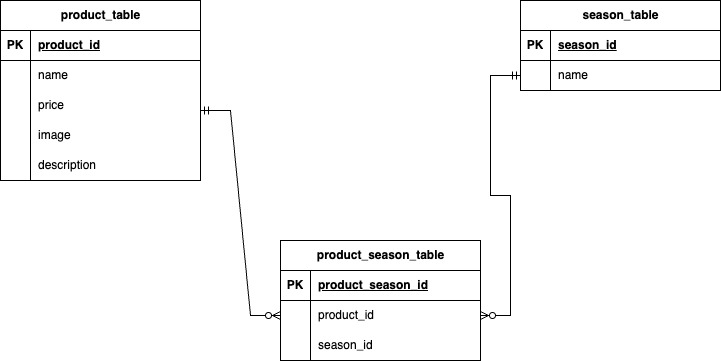 product_table
PK product_id
name
price
image
description
season_table
PK season_id
name
product_season_table
PK product_season_id
product_id
season_id